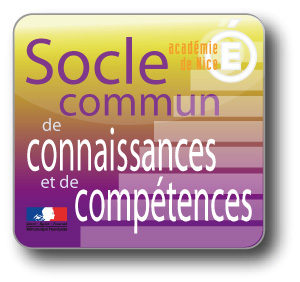 Socle
académie
de Nice
É
commun
de
connaissances
et de
compétences